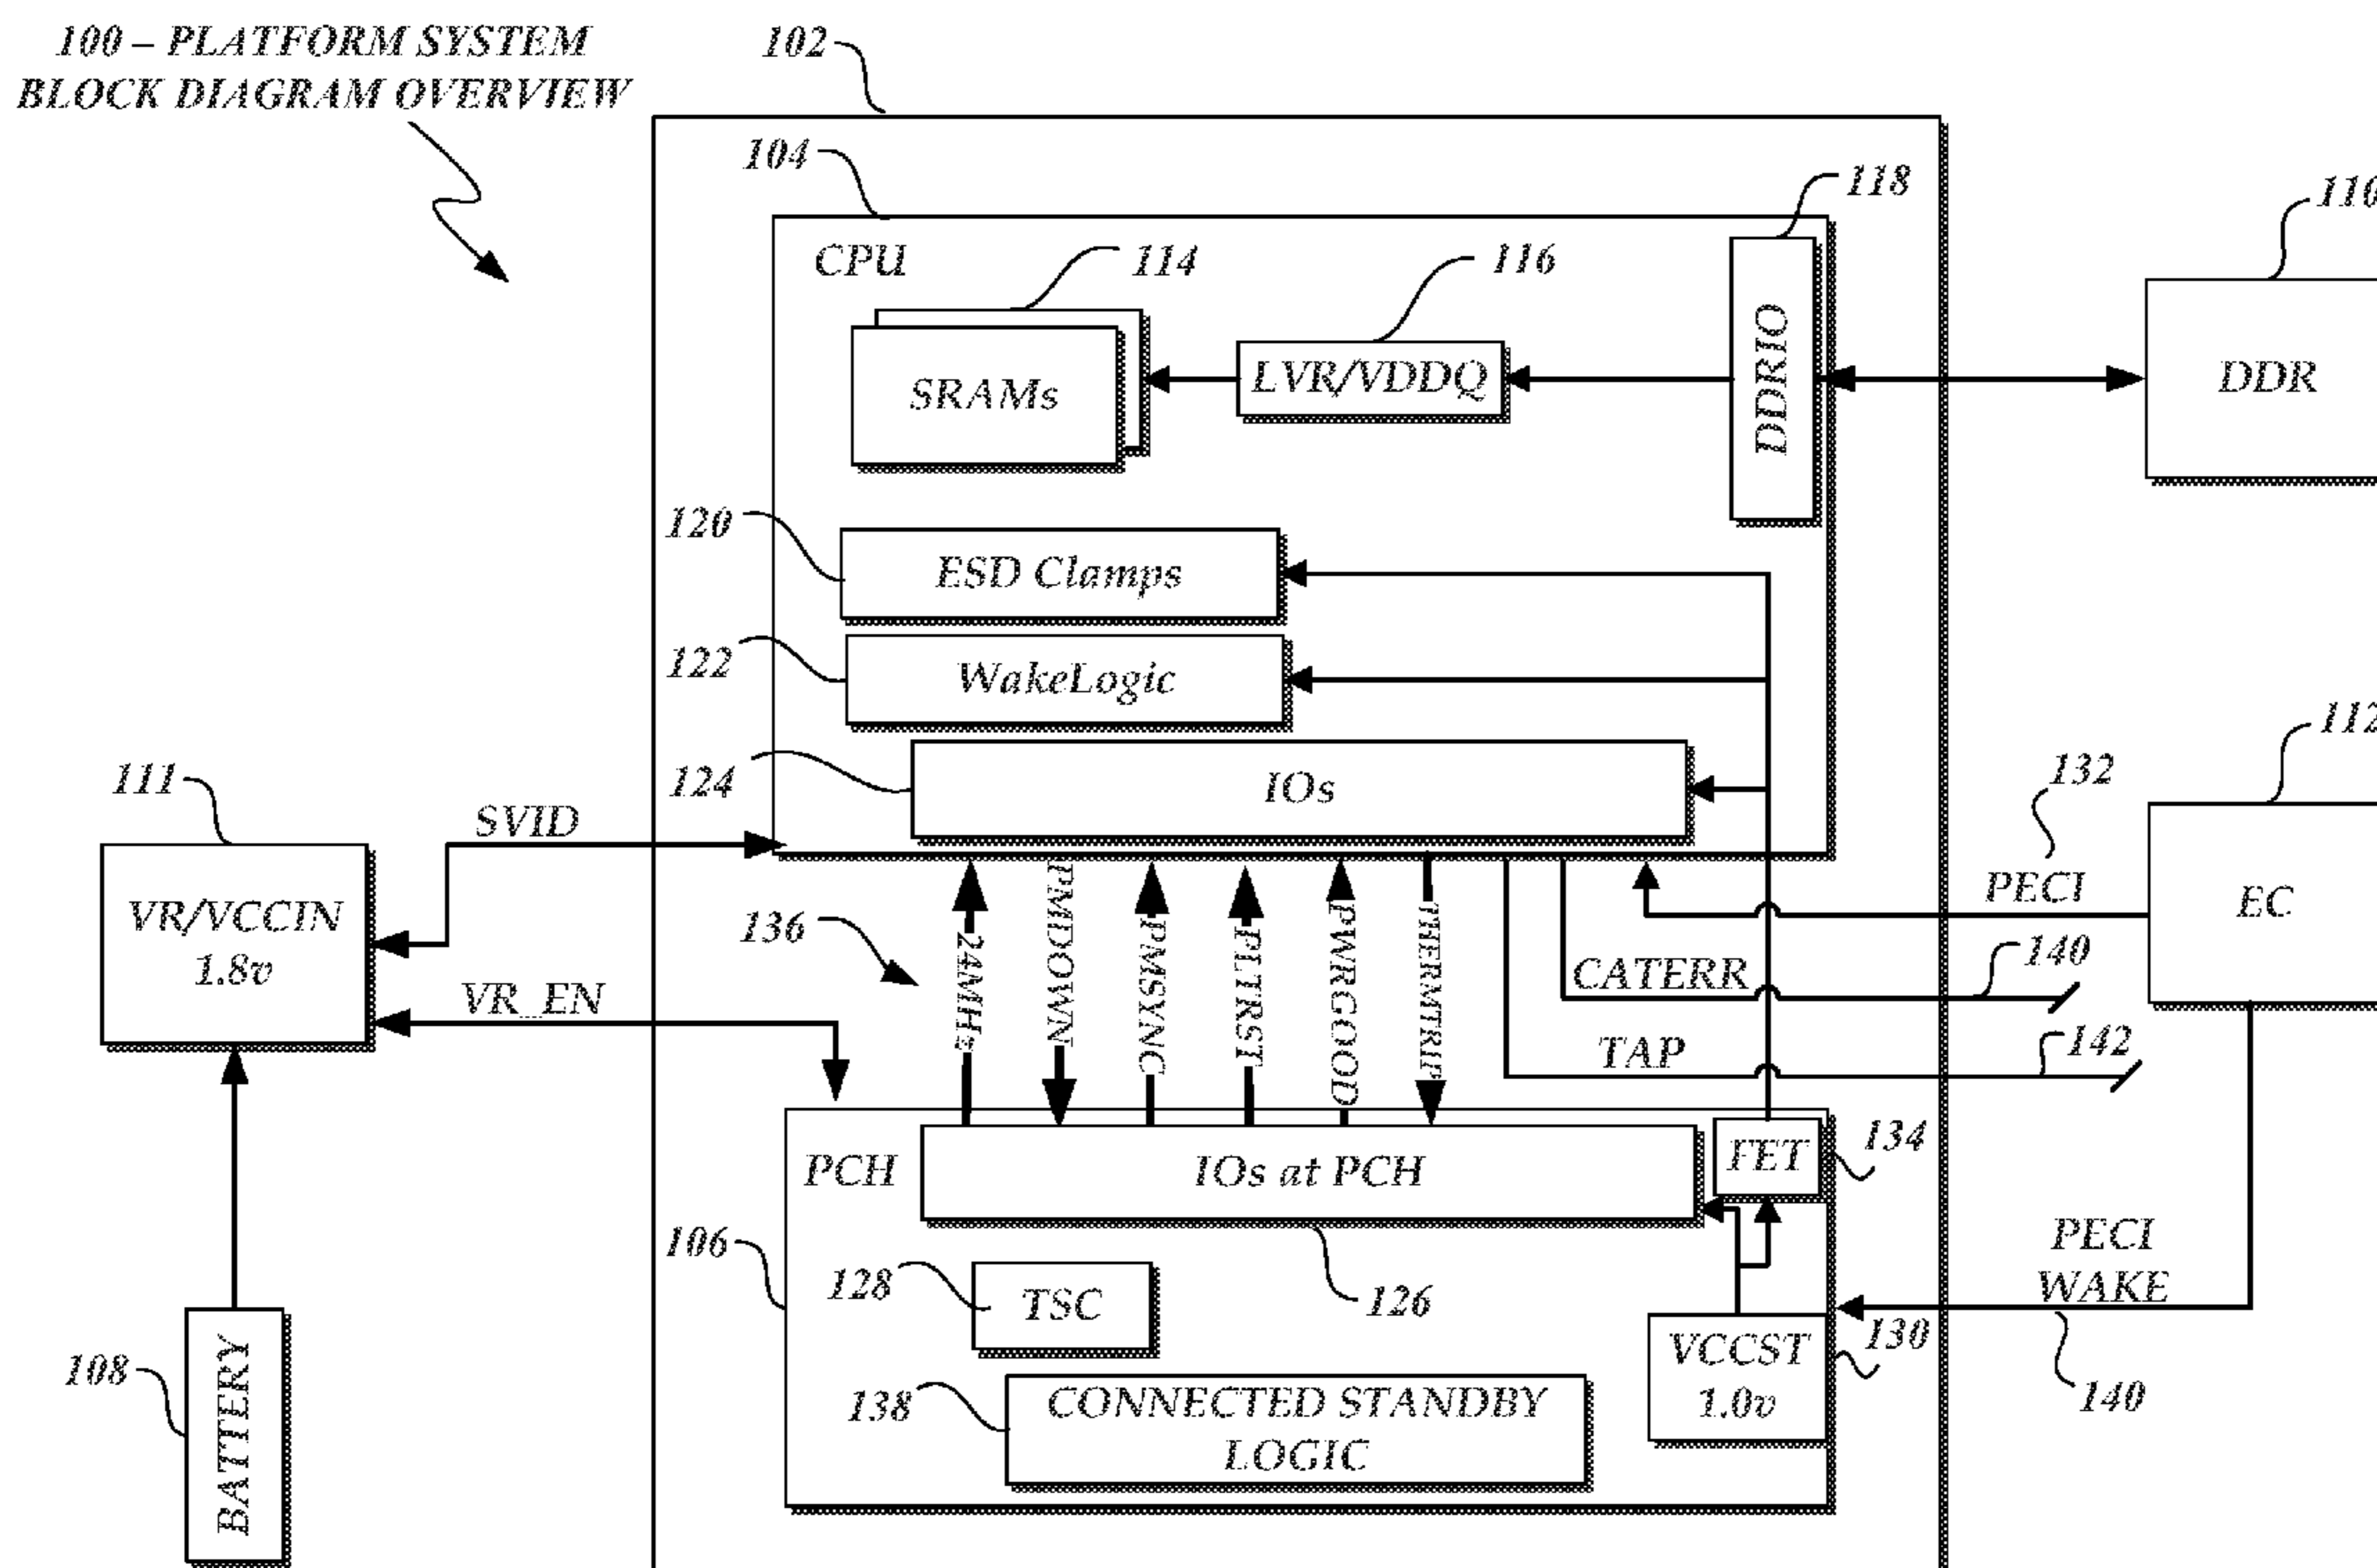 100 – PLATFORM SYSTEM
BLOCK DIAGRAM OVERVIEW
102
104
118
110
CPU
114
116
SRAMs
LVR/VDDQ
DDRIO
DDR
120
ESD Clamps
122
WakeLogic
124
IOs
111
SVID
VR/VCCIN
1.8v
VR_EN
132
112
PECI
EC
136
24MHz
PMDOWN
PMSYNC
PLTRST
PWRGOOD
THERMTRIP
CATERR
140
TAP
142
PCH
IOs at PCH
FET
134
106
128
TSC
126
PECI
WAKE
130
VCCST
1.0v
140
108
BATTERY
138
CONNECTED STANDBY
LOGIC